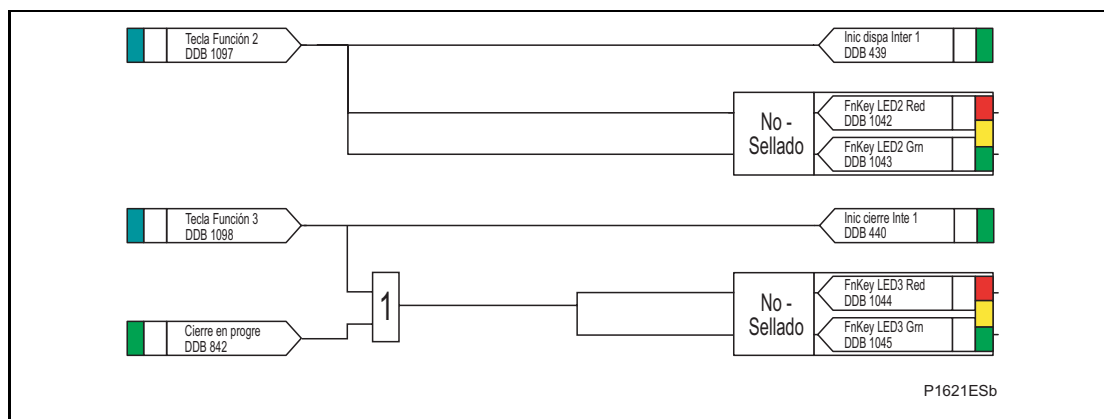 Tecla Función 2
DDB 1097
Inic dispa Inter 1
DDB 439
No -
Sellado
FnKey LED2 Red
DDB 1042
FnKey LED2 Grn
DDB 1043
Tecla Función 3
DDB 1098
Inic cierre Inte 1
DDB 440
1
No -
Sellado
FnKey LED3 Red
DDB 1044
FnKey LED3 Grn
DDB 1045
Cierre en progre
DDB 842
P1621ESb